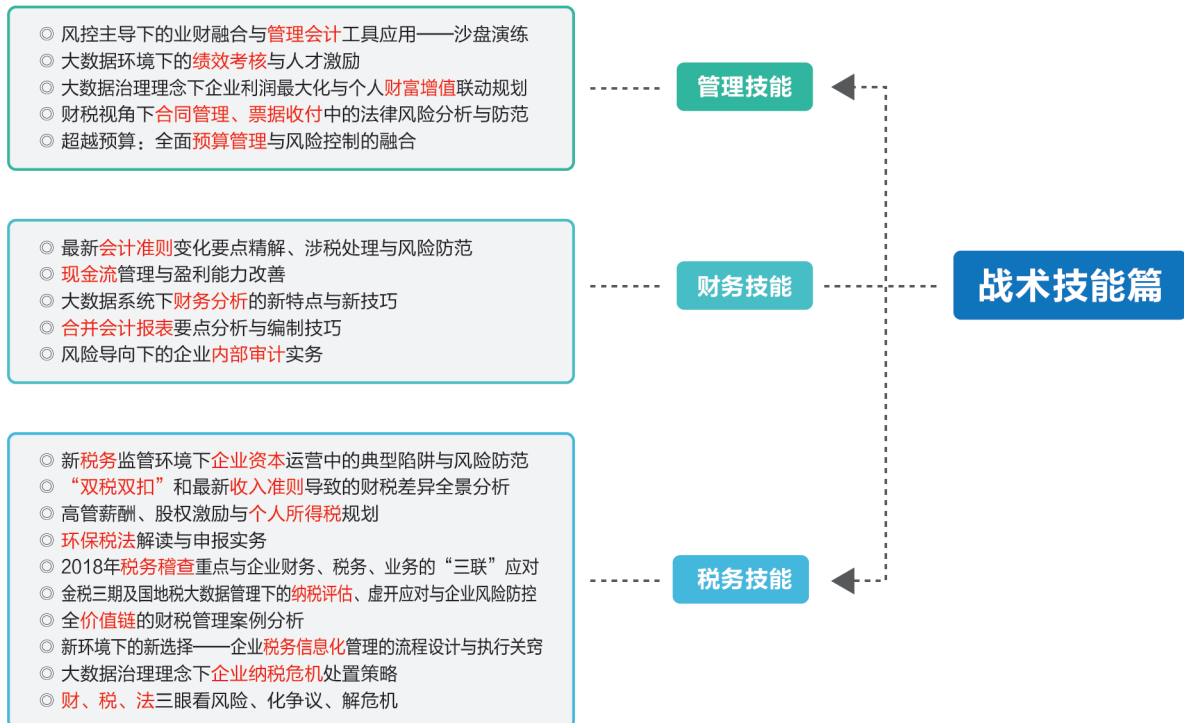 ◎ 风控主导下的业财融合与管理会计工具应用——沙盘演练
◎ 大数据环境下的绩效考核与人才激励
◎ 大数据治理理念下企业利润最大化与个人财富增值联动规划
◎ 财税视角下合同管理、票据收付中的法律风险分析与防范
◎ 超越预算：全面预算管理与风险控制的融合
管理技能
◎ 最新会计准则变化要点精解、涉税处理与风险防范
◎ 现金流管理与盈利能力改善
◎ 大数据系统下财务分析的新特点与新技巧
◎ 合并会计报表要点分析与编制技巧
◎ 风险导向下的企业内部审计实务
财务技能
战术技能篇
◎ 新税务监管环境下企业资本运营中的典型陷阱与风险防范
◎ “双税双扣”和最新收入准则导致的财税差异全景分析
◎ 高管薪酬、股权激励与个人所得税规划
◎ 环保税法解读与申报实务
◎ 2018年税务稽查重点与企业财务、税务、业务的“三联”应对
◎ 金税三期及国地税大数据管理下的纳税评估、虚开应对与企业风险防控
◎ 全价值链的财税管理案例分析
◎ 新环境下的新选择——企业税务信息化管理的流程设计与执行关窍
◎ 大数据治理理念下企业纳税危机处置策略
◎ 财、税、法三眼看风险、化争议、解危机
税务技能